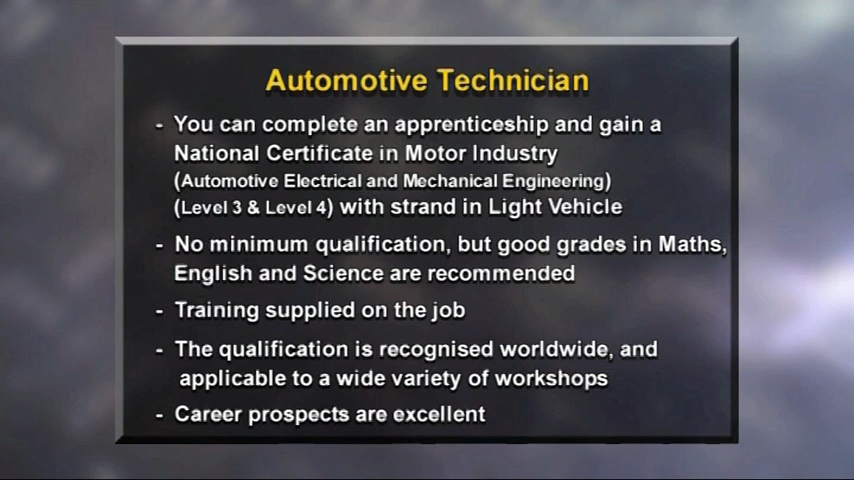 Automotive Technician
- You can complete an apprenticeship and gain a
National Certificate in Motor Industry
(Automotive Electrical and Mechanical Engineering)
(Level 3 & Level 4) with strand in Light Vehicle
- No minimum qualification, but good grades in Maths,
English and Science are recommended
- Training supplied on the job
- The qualification is recognised worldwide, and
applicable to a wide variety of workshops
- Career prospects are excellent